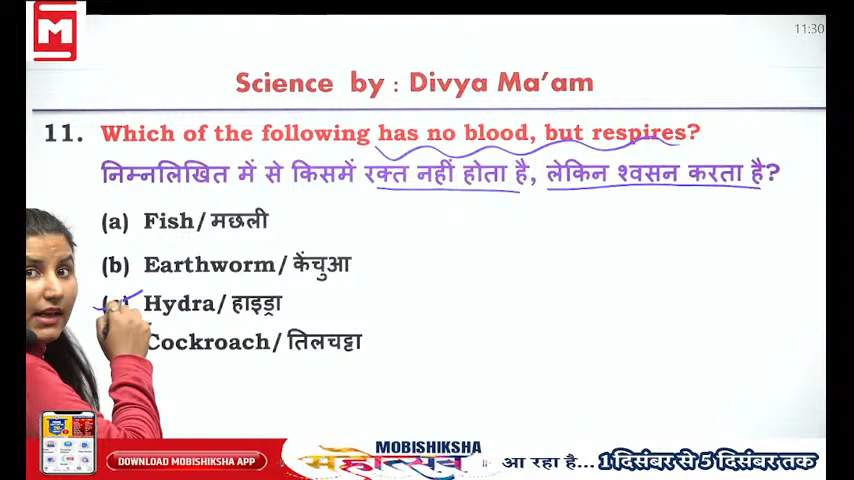 M
11:30
Science by : Divya Ma'am
11. Which of the following has no blood, but respires?
निम्नलिखित में से किसमें रक्त नहीं होता है, लेकिन श्वसन करता है?
(a) Fish/मछली
(b) Earthworm/केंचुआ
Hydra/हाइड्रा
Cockroach/तिलचट्टा
DOWNLOAD MOBISHIKSHA APP
MOBISHIKSHA
महोत्सव
आ रहा है... 1 दिसंबर से 5 दिसंबर तक